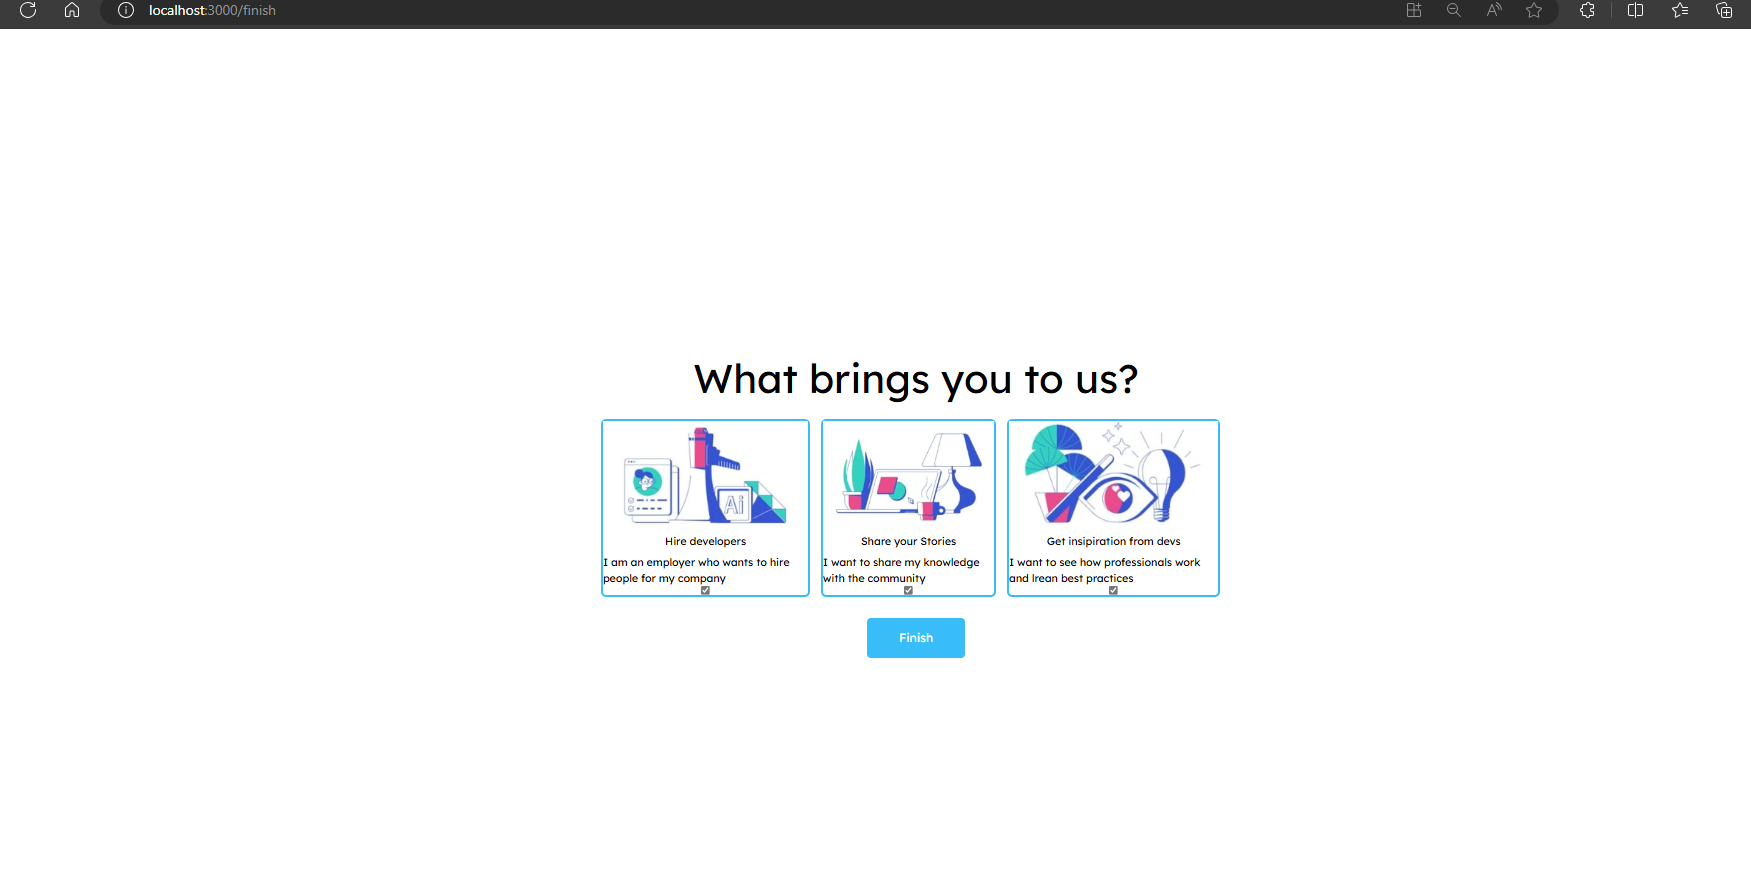 localhost:3000/finish
What brings you to us?
Ai
Hire developers
I am an employer who wants to hire
people for my company
Share your Stories
I want to share my knowledge
with the community
Get insipiration from devs
I want to see how professionals work
and lrean best practices
Finish